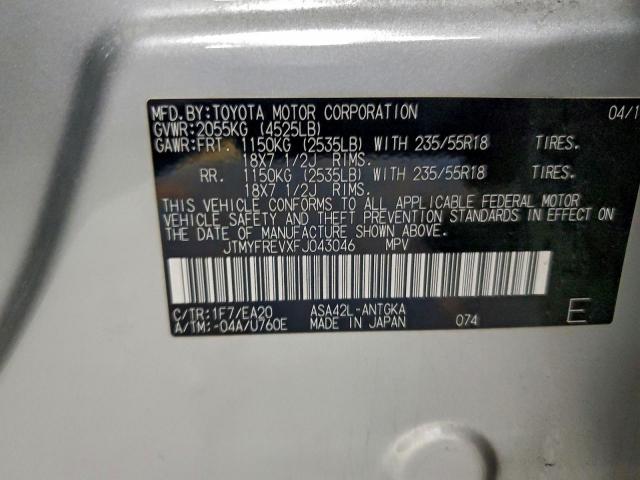 MFD.BY:TOYOTA MOTOR CORPORATION 04/1
GVWR:2055KG (4525LB)
GAWR:FRT. 1150KG (2535LB) WITH 235/55R18 TIRES.
18X7 1/2J RIMS.
RR. 1150KG (2535LB) WITH 235/55R18 TIRES.
18X7 1/2J RIMS.
THIS VEHICLE CONFORMS TO ALL APPLICABLE FEDERAL MOTOR
VEHICLE SAFETY AND THEFT PREVENTION STANDARDS IN EFFECT ON
THE DATE OF MANUFACTURE SHOWN ABOVE.
JTMYFREVXFJ043046 MPV
C/TR:1F7/EA20 ASA42L-ANTGKA
A/TM:-04A/U760E MADE IN JAPAN 074 E